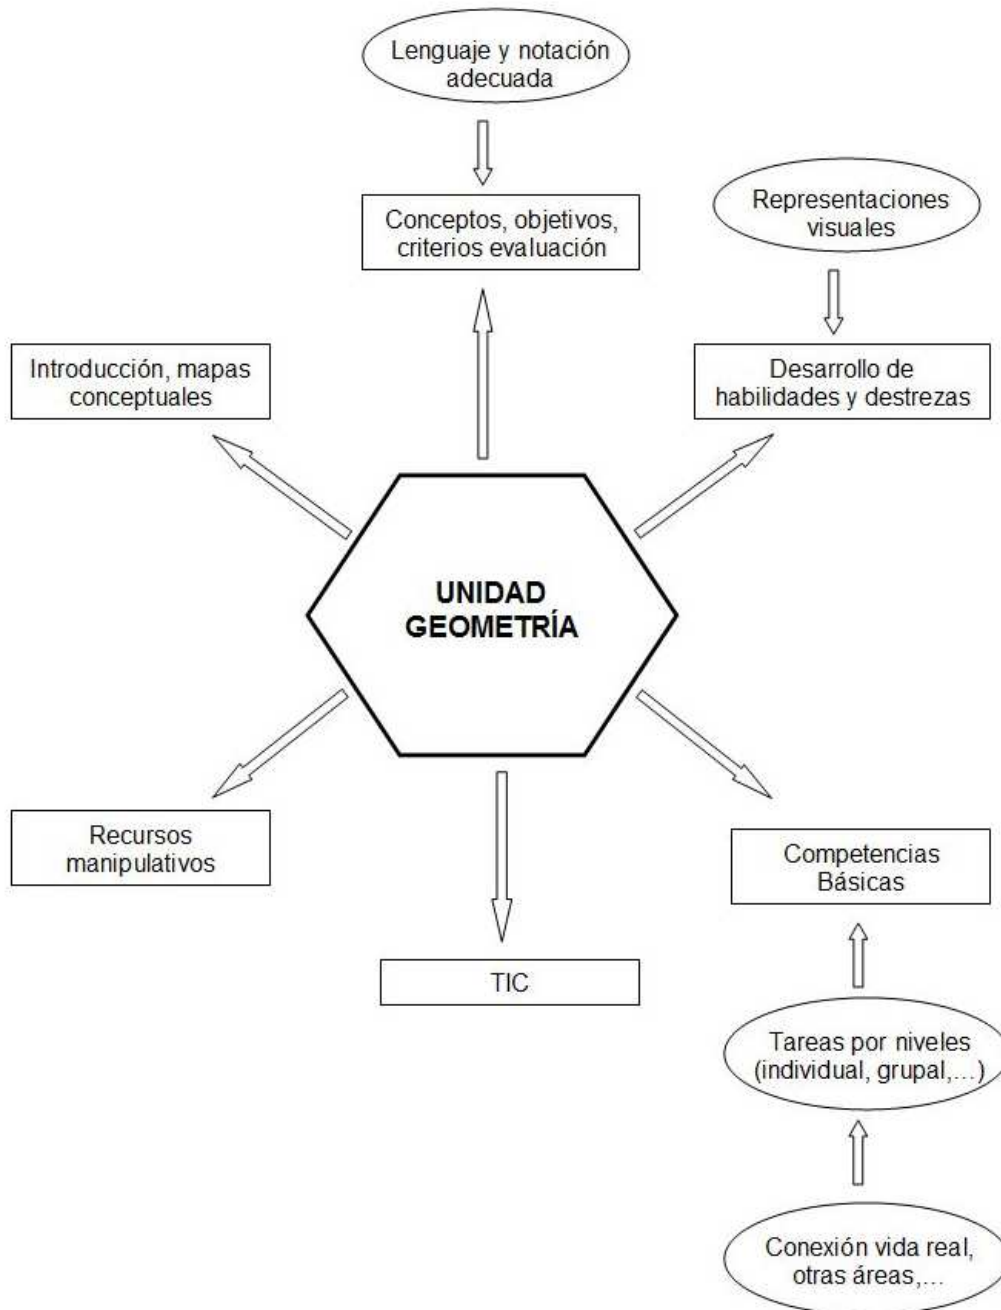 Lenguaje y notación
adecuada
Representaciones
visuales
Conceptos, objetivos,
criterios evaluación
Introducción, mapas
conceptuales
Desarrollo de
habilidades y destrezas
UNIDAD
GEOMETRÍA
Recursos
manipulativos
Competencias
Básicas
TIC
Tareas por niveles
(individual, grupal,...)
Conexión vida real,
otras áreas,...